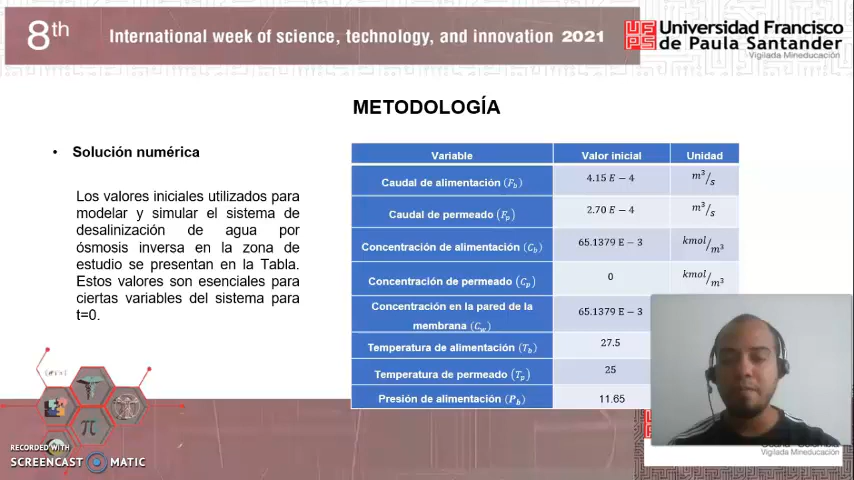 8th
International week of science, technology, and innovation 2021
UF
PS
Universidad Francisco
de Paula Santander
Vigilada Mineducación
METODOLOGÍA
• Solución numérica
Los valores iniciales utilizados para
modelar y simular el sistema de
desalinización de agua por
ósmosis inversa en la zona de
estudio se presentan en la Tabla.
Estos valores son esenciales para
ciertas variables del sistema para
t=0.
Variable Valor inicial Unidad
Caudal de alimentación (F_b) 4.15 E − 4 m³/s
Caudal de permeado (F_p) 2.70 E − 4 m³/s
Concentración de alimentación (C_b) 65.1379 E − 3 kmol/m³
Concentración de permeado (C_p) 0 kmol/m³
Concentración en la pared de la
membrana (C_w) 65.1379 E − 3
Temperatura de alimentación (T_b) 27.5
Temperatura de permeado (T_p) 25
Presión de alimentación (P_b) 11.65
π
RECORDED WITH
SCREENCAST MATIC
Vigilada Mineducación